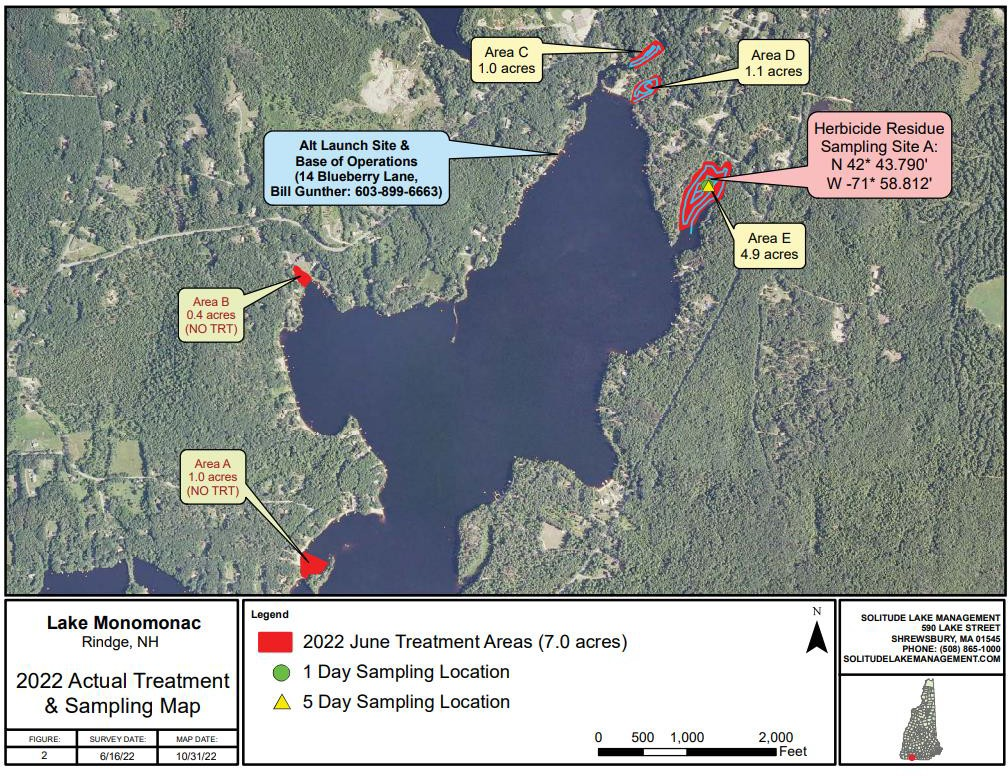 Area C
1.0 acres
Area D
1.1 acres
Alt Launch Site &
Base of Operations
(14 Blueberry Lane,
Bill Gunther: 603-899-6663)
Herbicide Residue
Sampling Site A:
N 42* 43.790'
W -71* 58.812'
Area E
4.9 acres
Area B
0.4 acres
(NO TRT)
Area A
1.0 acres
(NO TRT)
Lake Monomonac
Rindge, NH
2022 Actual Treatment
& Sampling Map
FIGURE: SURVEY DATE: MAP DATE:
2 6/16/22 10/31/22
Legend
2022 June Treatment Areas (7.0 acres)
1 Day Sampling Location
5 Day Sampling Location
N
0 500 1,000 2,000
Feet
SOLITUDE LAKE MANAGEMENT
590 LAKE STREET
SHREWSBURY, MA 01545
PHONE: (508) 865-1000
SOLITUDELAKEMANAGEMENT.COM